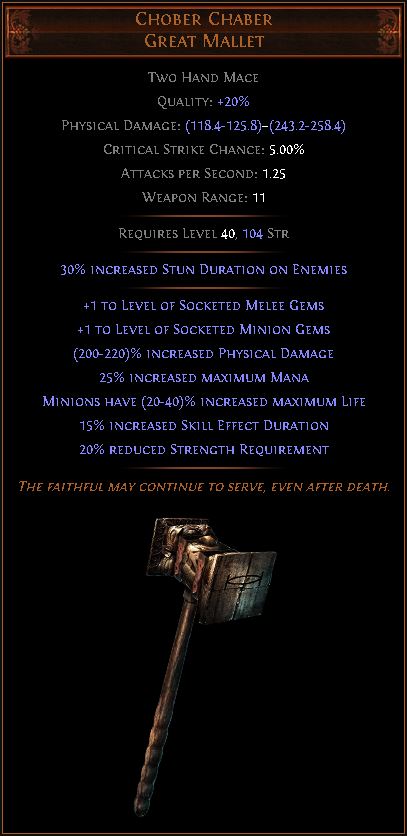 Chober Chaber
Great Mallet
Two Hand Mace
Quality: +20%
Physical Damage: (118.4-125.8)–(243.2-258.4)
Critical Strike Chance: 5.00%
Attacks per Second: 1.25
Weapon Range: 11
Requires Level 40, 104 Str
30% increased Stun Duration on Enemies
+1 to Level of Socketed Melee Gems
+1 to Level of Socketed Minion Gems
(200-220)% increased Physical Damage
25% increased maximum Mana
Minions have (20-40)% increased maximum Life
15% increased Skill Effect Duration
20% reduced Strength Requirement
The faithful may continue to serve, even after death.